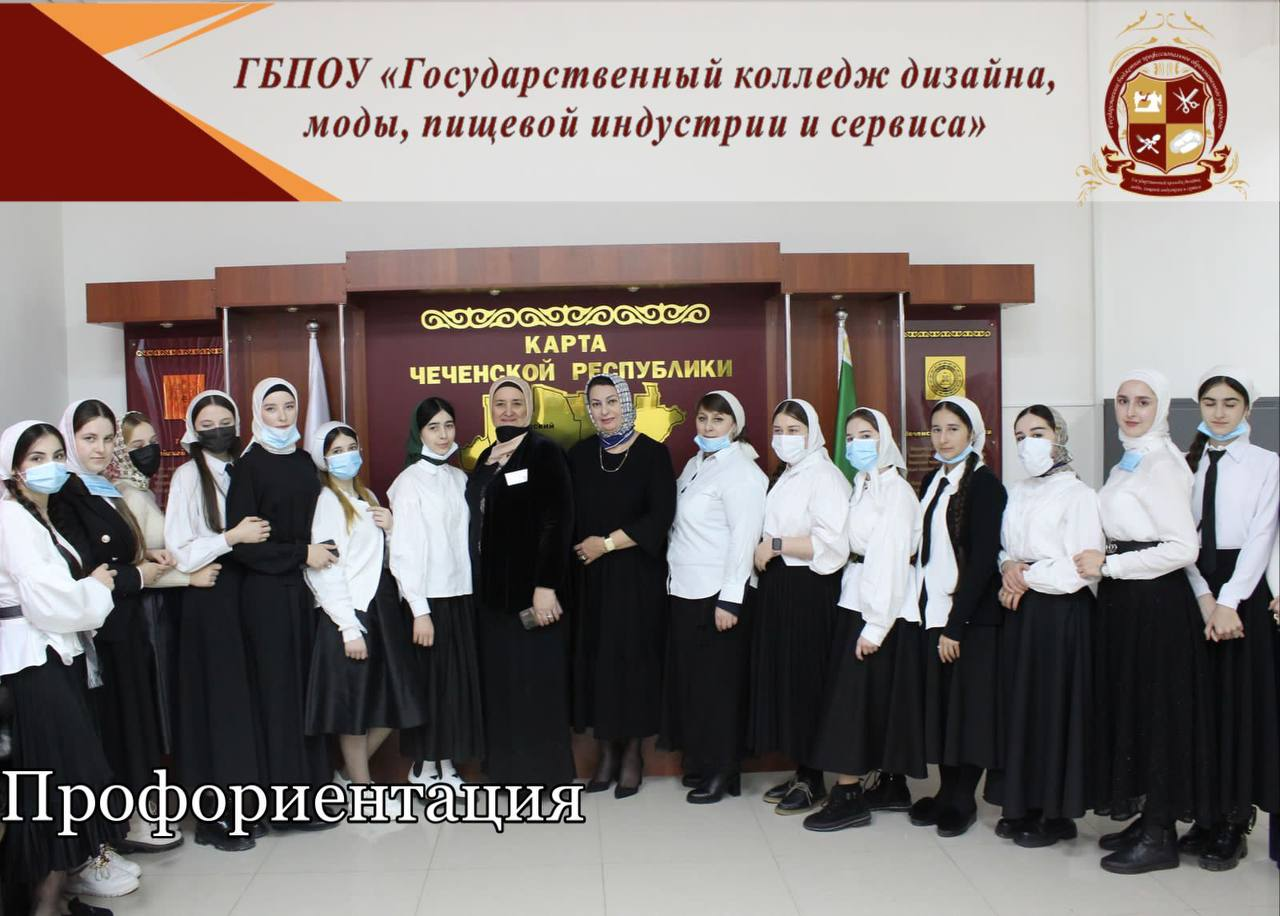 ГБПОУ «Государственный колледж дизайна,
моды, пищевой индустрии и сервиса»
КАРТА
ЧЕЧЕНСКОЙ РЕСПУБЛИКИ
Профориентация